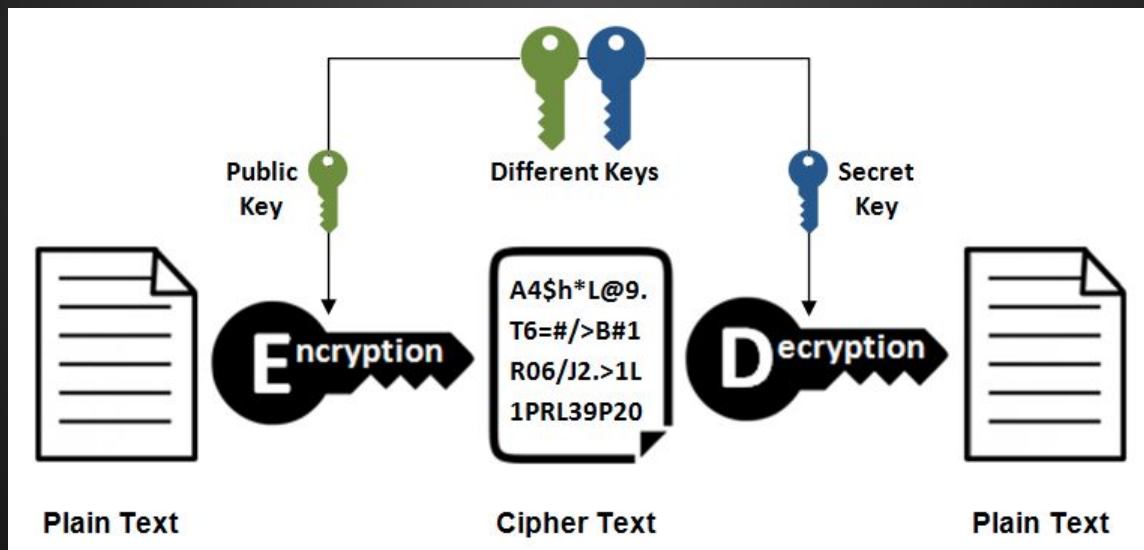 Public
Key
Different Keys
Secret
Key
Encryption
A4$h*L@9.
T6=#/>B#1
R06/J2.>1L
1PRL39P20
Decryption
Plain Text
Cipher Text
Plain Text